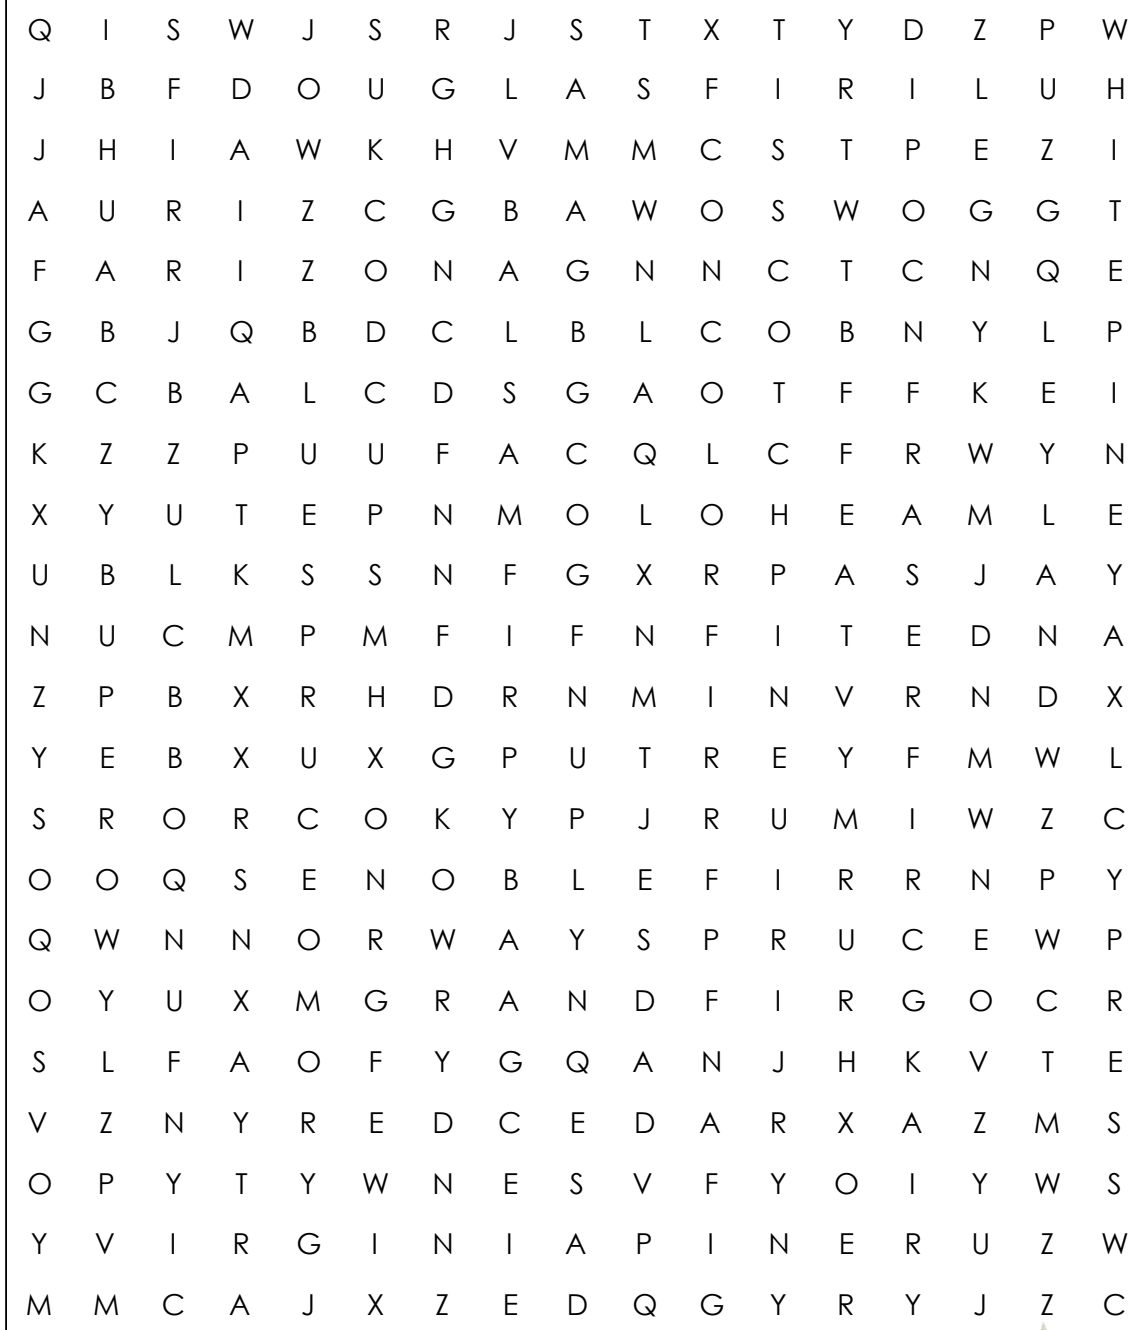 Q I S W J S R J S T X T Y D Z P W
J B F D O U G L A S F I R I L U H
J H I A W K H V M M C S T P E Z I
A U R I Z C G B A W O S W O G G T
F A R I Z O N A G N N C T C N Q E
G B J Q B D C L B L C O B N Y L P
G C B A L C D S G A O T F F K E I
K Z Z P U U F A C Q L C F R W Y N
X Y U T E P N M O L O H E A M L E
U B L K S S N F G X R P A S J A Y
N U C M P M F I F N F I T E D N A
Z P B X R H D R N M I N V R N D X
Y E B X U X G P U T R E Y F M W L
S R O R C O K Y P J R U M I W Z C
O O Q S E N O B L E F I R R N P Y
Q W N N O R W A Y S P R U C E W P
O Y U X M G R A N D F I R G O C R
S L F A O F Y G Q A N J H K V T E
V Z N Y R E D C E D A R X A Z M S
O P Y T Y W N E S V F Y O I Y W S
Y V I R G I N I A P I N E R U Z W
M M C A J X Z E D Q G Y R Y J Z C